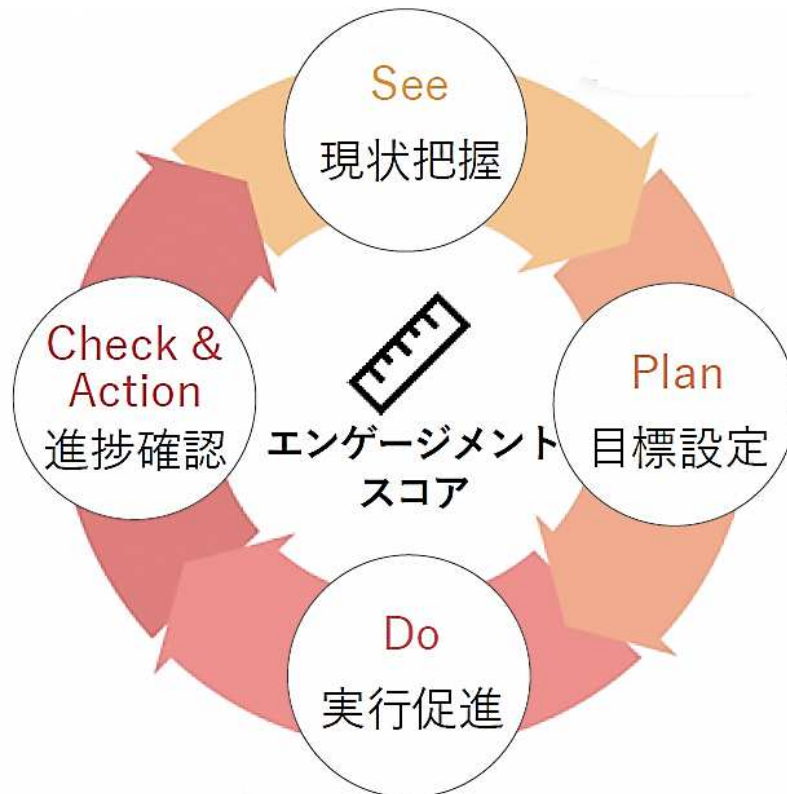 See
現状把握
Plan
目標設定
Do
実行促進
Check &
Action
進捗確認
エンゲージメント
スコア